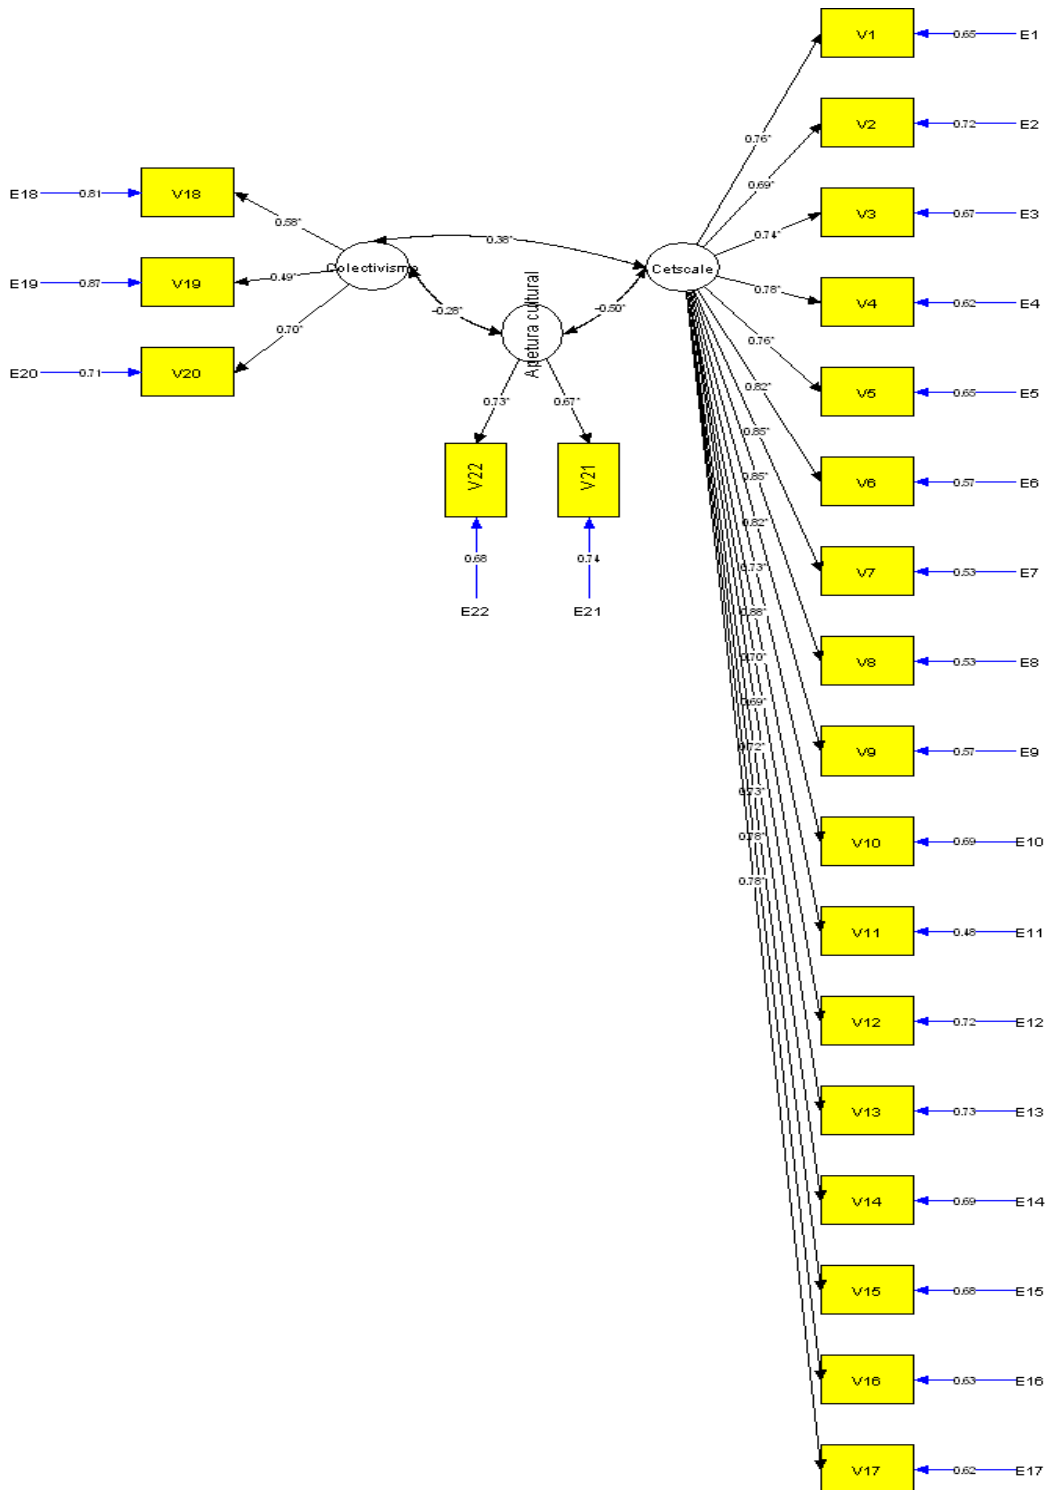 V1 0.65 E1
V2 0.72 E2
V3 0.67 E3
V4 0.62 E4
V5 0.65 E5
V6 0.57 E6
V7 0.53 E7
V8 0.53 E8
V9 0.57 E9
V10 0.69 E10
V11 0.48 E11
V12 0.72 E12
V13 0.73 E13
V14 0.69 E14
V15 0.68 E15
V16 0.63 E16
V17 0.62 E17
0.76*
0.69*
0.74*
0.78*
0.76*
0.82*
0.85*
0.85*
0.82*
0.73*
0.88*
0.70*
0.69*
0.72*
0.73*
0.78*
0.78*
E18 0.81 V18
E19 0.87 V19
E20 0.71 V20
0.58*
0.49*
0.70*
Colectivismo
0.38*
Cetscale
-0.28*
-0.50*
Apetura cultural
0.73*
0.67*
V22
V21
0.68
0.74
E22
E21